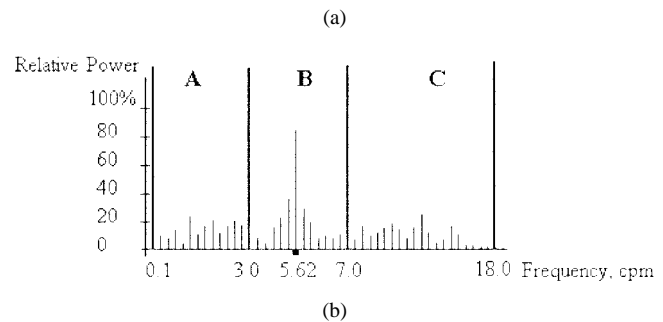 (a)
Relative Power
A B C
100%
80
60
40
20
0
0.1 3.0 5.62 7.0 18.0 Frequency, cpm
(b)